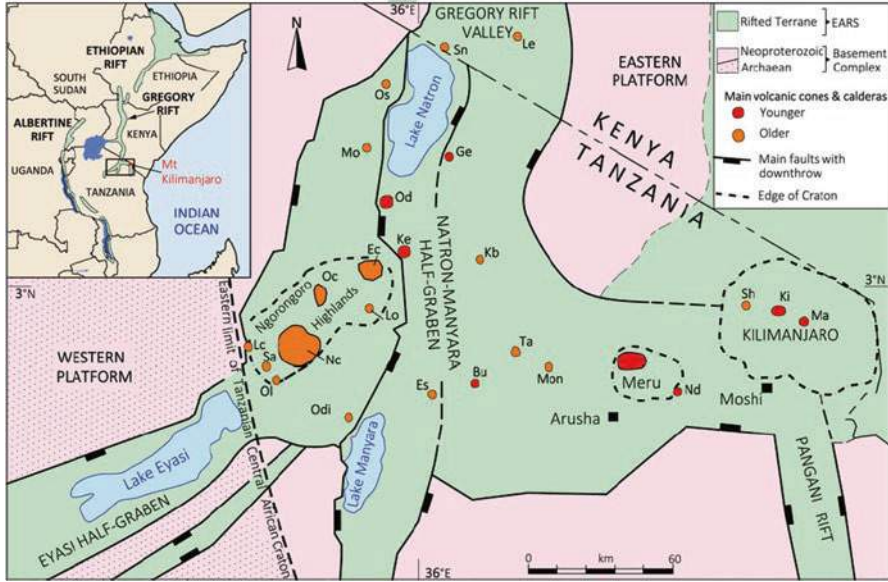 36°E
GREGORY RIFT
VALLEY
Le
Sn
N
EASTERN
PLATFORM
Rifted Terrane
EARS
Neoproterozoic
Archaean
Basement
Complex
Main volcanic cones & calderas
Younger
Older
Main faults with
downthrow
Edge of Craton
ETHIOPIAN
RIFT
SOUTH
SUDAN
ETHIOPIA
GREGORY
RIFT
ALBERTINE
RIFT
KENYA
UGANDA
Mt
Kilimanjaro
TANZANIA
INDIAN
OCEAN
Os
Lake Natron
Mo
Ge
KENYA
TANZANIA
Od
Ke
Ec
Kb
NATRON-MANYARA
HALF-GRABEN
3°N
3°N
Oc
Ngorongoro
Highlands
Lo
Sh
Ki
Ma
KILIMANJARO
WESTERN
PLATFORM
Eastern limit of Tanzanian Central African Craton
Lc
Sa
Nc
Ol
Ta
Mon
Bu
Es
Meru
Nd
Moshi
Arusha
Odi
Lake Eyasi
Lake Manyara
EYASI HALF-GRABEN
PANGANI RIFT
36°E
0
km
60